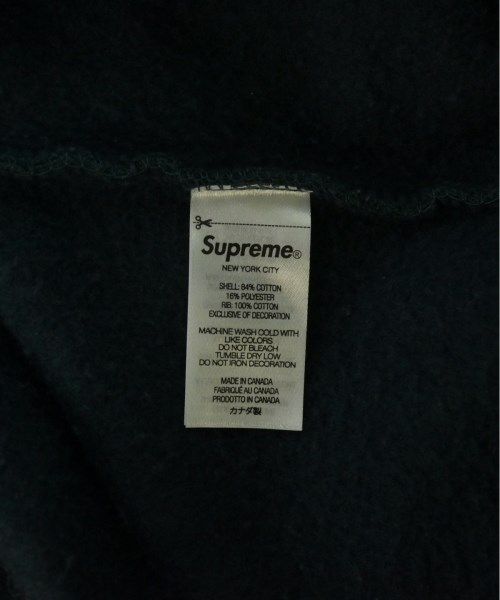 Supreme®
NEW YORK CITY
SHELL: 84% COTTON
16% POLYESTER
RIB: 100% COTTON
EXCLUSIVE OF DECORATION
MACHINE WASH COLD WITH
LIKE COLORS
DO NOT BLEACH
TUMBLE DRY LOW
DO NOT IRON DECORATION
MADE IN CANADA
FABRIQUÉ AU CANADA
PRODOTTO IN CANADA
カナダ製